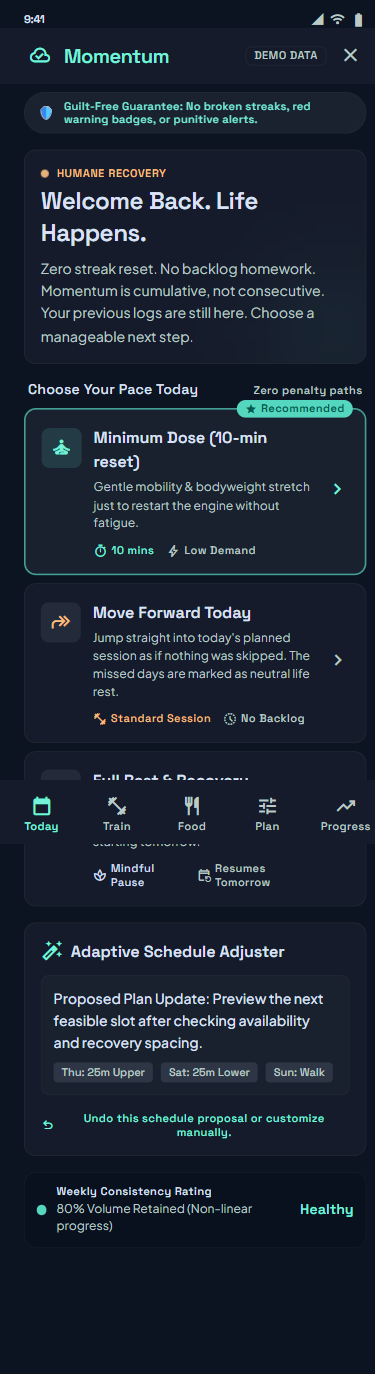 9:41
Momentum
DEMO DATA
Guilt-Free Guarantee: No broken streaks, red
warning badges, or punitive alerts.
HUMANE RECOVERY
Welcome Back. Life
Happens.
Zero streak reset. No backlog homework.
Momentum is cumulative, not consecutive.
Your previous logs are still here. Choose a
manageable next step.
Choose Your Pace Today
Zero penalty paths
Recommended
Minimum Dose (10-min
reset)
Gentle mobility & bodyweight stretch
just to restart the engine without
fatigue.
10 mins
Low Demand
Move Forward Today
Jump straight into today's planned
session as if nothing was skipped. The
missed days are marked as neutral life
rest.
Standard Session
No Backlog
Full Rest & Recovery
Today
Train
Food
Plan
Progress
starting tomorrow.
Mindful
Pause
Resumes
Tomorrow
Adaptive Schedule Adjuster
Proposed Plan Update: Preview the next
feasible slot after checking availability
and recovery spacing.
Thu: 25m Upper
Sat: 25m Lower
Sun: Walk
Undo this schedule proposal or customize
manually.
Weekly Consistency Rating
80% Volume Retained (Non-linear
progress)
Healthy